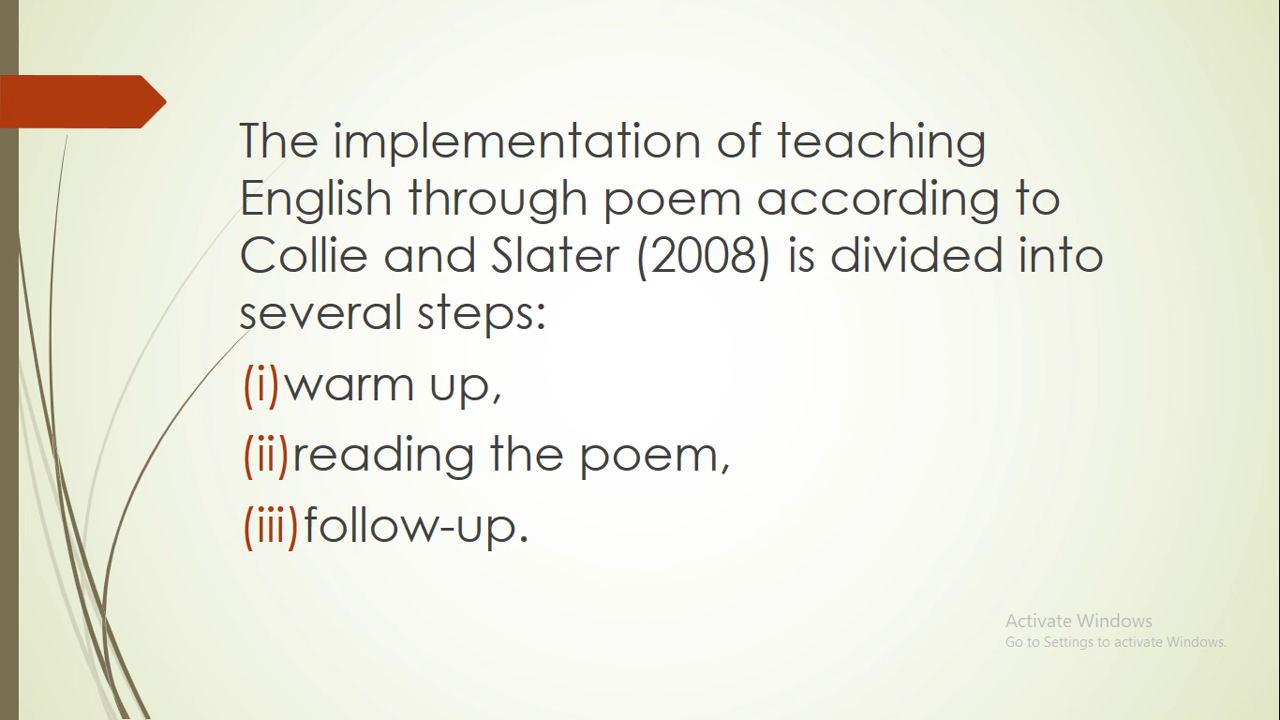 The implementation of teaching
English through poem according to
Collie and Slater (2008) is divided into
several steps:
(i)warm up,
(ii)reading the poem,
(iii)follow-up.
Activate Windows
Go to Settings to activate Windows.